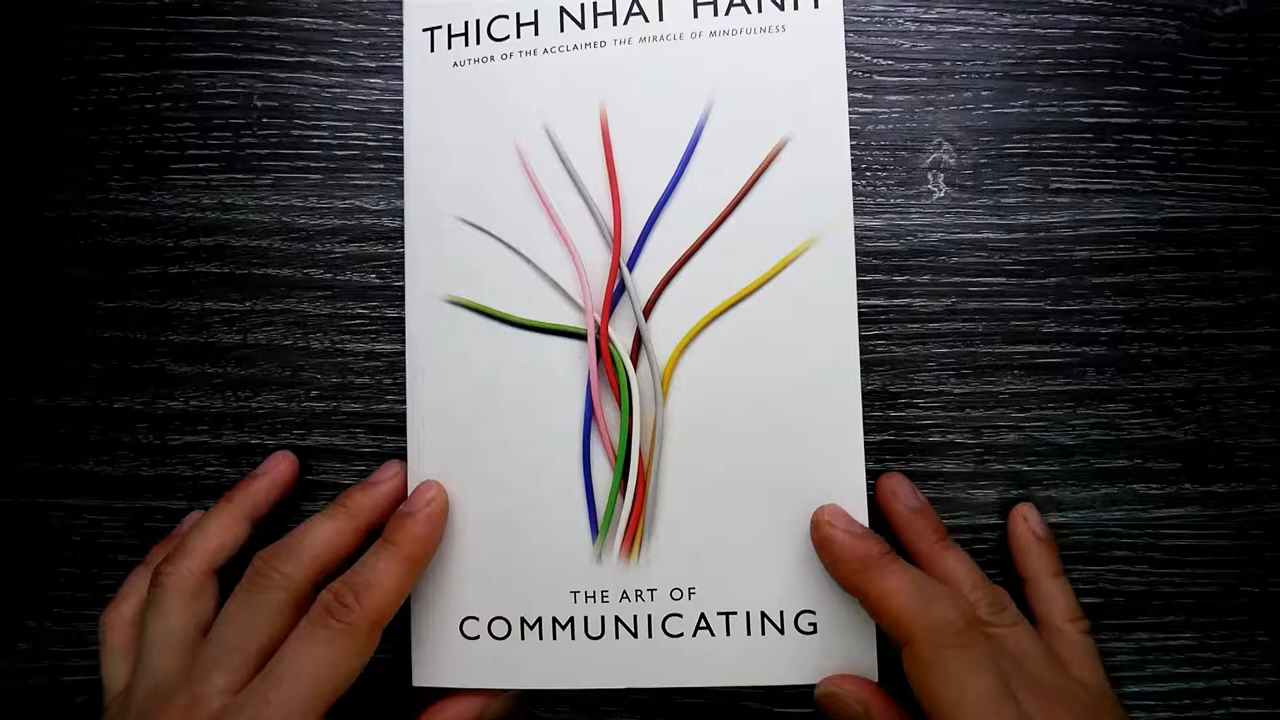 THICH NHAT HANH
AUTHOR OF THE ACCLAIMED THE MIRACLE OF MINDFULNESS
THE ART OF
COMMUNICATING